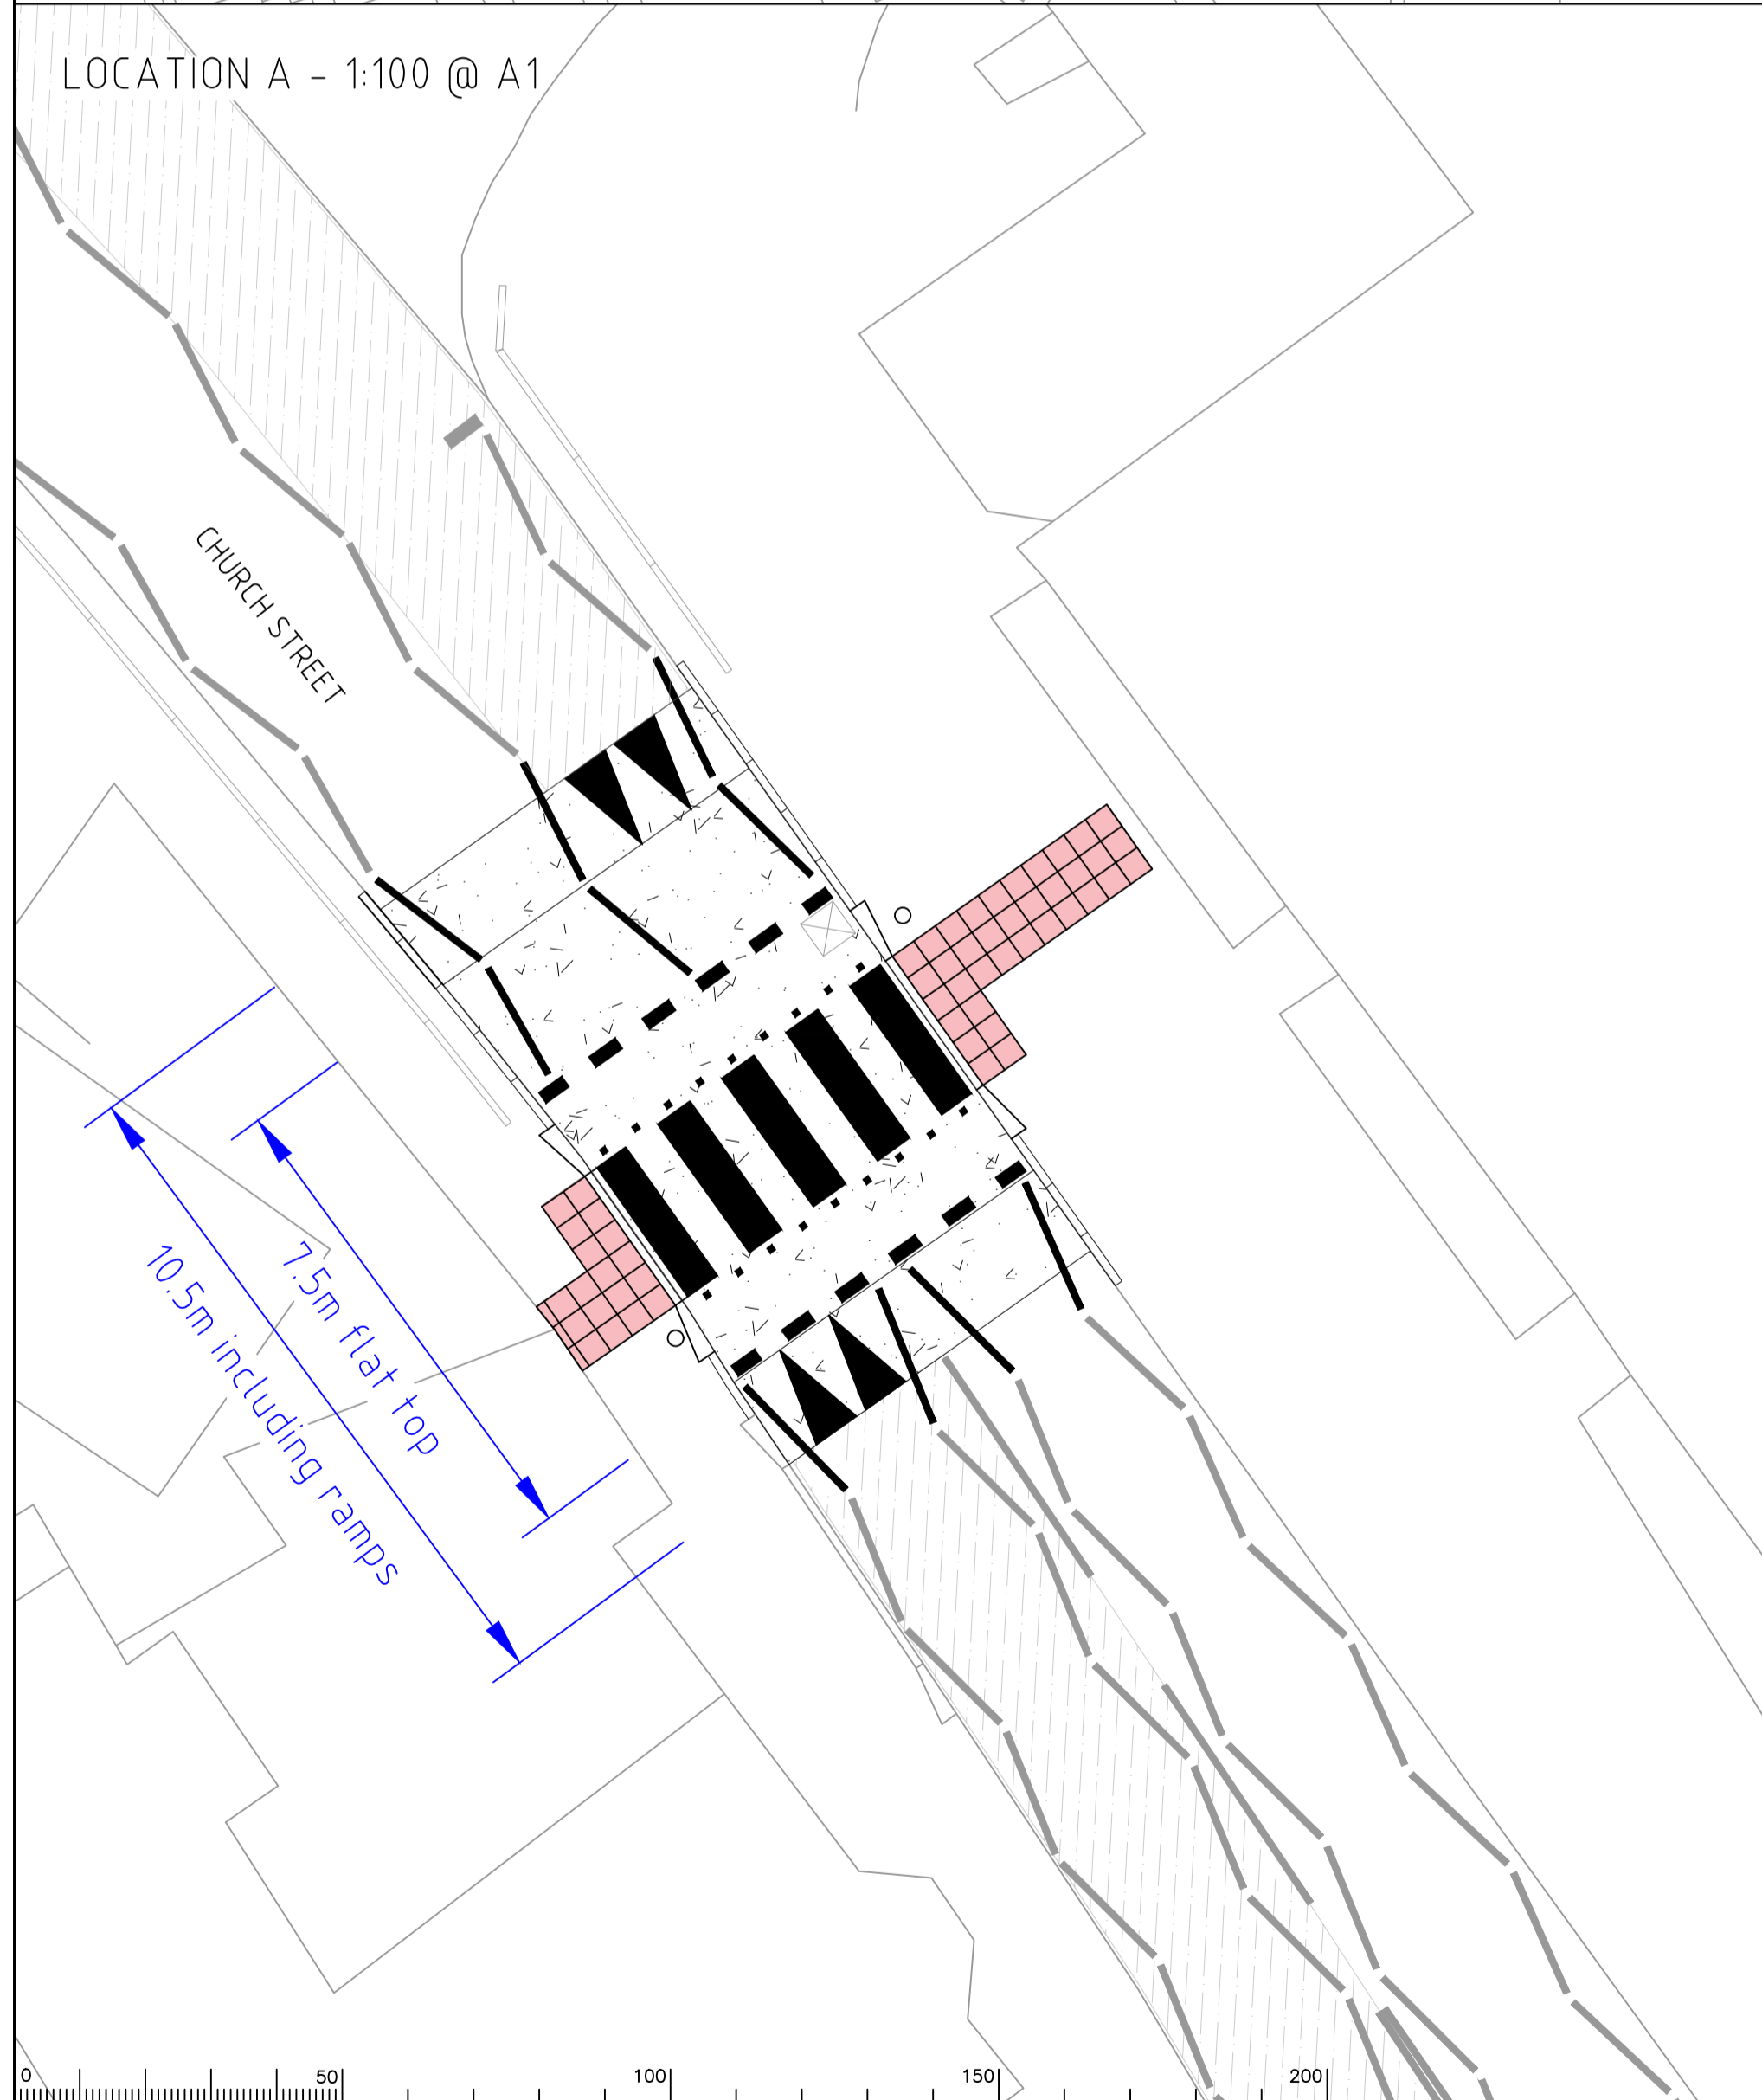 LOCATION A - 1:100 @ A1
CHURCH STREET
7.5m flat top
10.5m including ramps
0 50 100 150 200